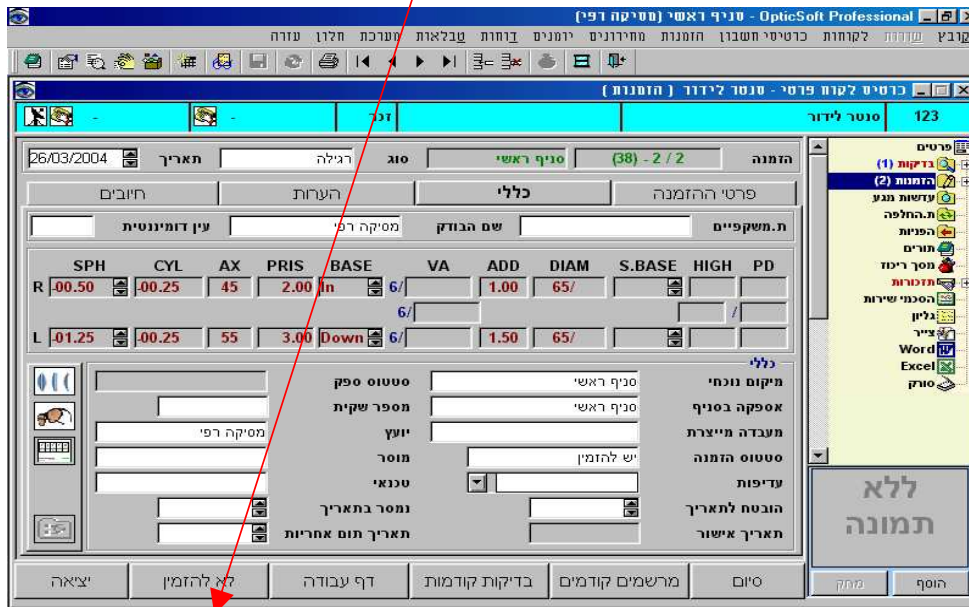 OpticSoft Professional - סניף ראשי (מסיקה רפי)
קובץ שורות לקוחות כרטיסי חשבון הזמנות מחירונים יומנים דוחות טבלאות מערכת חלון עזרה
כרטיס לקוח פרטי - סנטר לידור ( הזמנות )
123 סנטר לידור זכר - -
פרטים
בדיקות (1)
הזמנות (2)
עדשות מגע
ת.החלפה
הפניות
תורים
מסך ריכוז
תזכורות
הסכמי שירות
גליון
צייר
Word
Excel
סורק
ללא
תמונה
הוסף מחק
הזמנה 2 / 2 - (38) סניף ראשי סוג רגילה תאריך 26/03/2004
פרטי ההזמנה כללי הערות חיובים
ת.משקפיים שם הבודק מסיקה רפי עין דומיננטית
SPH CYL AX PRIS BASE VA ADD DIAM S.BASE HIGH PD
R -00.50 -00.25 45 2.00 In 6/ 1.00 65/
6/ /
L -01.25 -00.25 55 3.00 Down 6/ 1.50 65/
כללי
מיקום נוכחי סניף ראשי סטטוס ספק
אספקה בסניף סניף ראשי מספר שקית
מעבדה מייצרת יועץ מסיקה רפי
סטטוס הזמנה יש להזמין מוסר
עדיפות טכנאי
הובטח לתאריך נמסר בתאריך
תאריך אישור תאריך תום אחריות
סיום מרשמים קודמים בדיקות קודמות דף עבודה לא להזמין יציאה